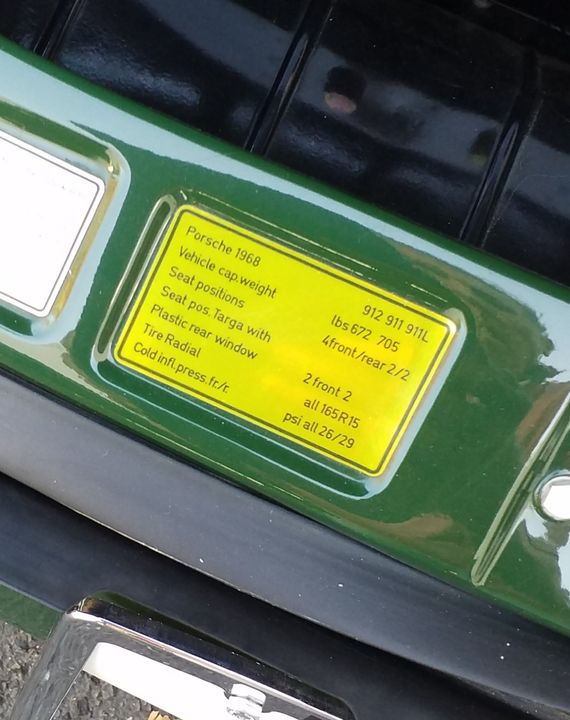 Porsche 1968 912 911 911L
Vehicle cap.weight lbs 672 705
Seat positions 4front/rear 2/2
Seat pos.Targa with
Plastic rear window 2 front 2
Tire Radial all 165R15
Cold infl.press.fr./r. psi all 26/29